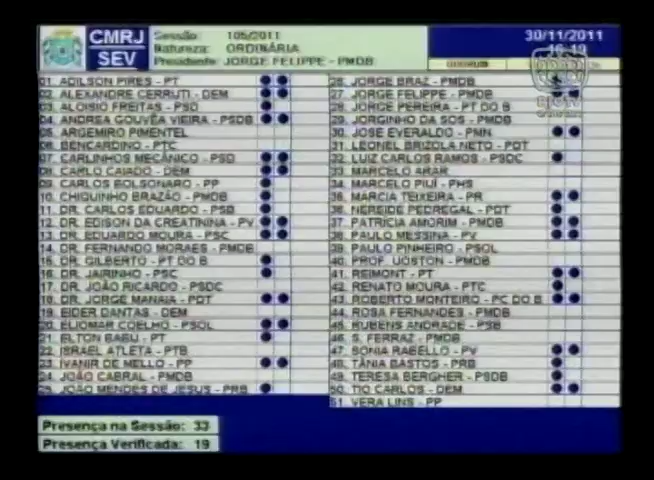 CMRJ
SEV
Sessão: 105/2011
Natureza: ORDINÁRIA
Presidente: JORGE FELIPPE - PMDB
30/11/2011
16:19
QUORUM
01. ADILSON PIRES - PT
02. ALEXANDRE CERRUTI - DEM
03. ALOISIO FREITAS - PSD
04. ANDREA GOUVÊA VIEIRA - PSDB
05. ARGEMIRO PIMENTEL
06. BENCARDINO - PTC
07. CARLINHOS MECÂNICO - PSD
08. CARLO CAIADO - DEM
09. CARLOS BOLSONARO - PP
10. CHIQUINHO BRAZÃO - PMDB
11. DR. CARLOS EDUARDO - PSB
12. DR. EDISON DA CREATININA - PV
13. DR. EDUARDO MOURA - PSC
14. DR. FERNANDO MORAES - PMDB
15. DR. GILBERTO - PT DO B
16. DR. JAIRINHO - PSC
17. DR. JOÃO RICARDO - PSDC
18. DR. JORGE MANAIA - PDT
19. EIDER DANTAS - DEM
20. ELIOMAR COELHO - PSOL
21. ELTON BABÚ - PT
22. ISRAEL ATLETA - PTB
23. IVANIR DE MELLO - PP
24. JOÃO CABRAL - PMDB
25. JOÃO MENDES DE JESUS - PRB
26. JORGE BRAZ - PMDB
27. JORGE FELIPPE - PMDB
28. JORGE PEREIRA - PT DO B
29. JORGINHO DA SOS - PMDB
30. JOSÉ EVERALDO - PMN
31. LEONEL BRIZOLA NETO - PDT
32. LUIZ CARLOS RAMOS - PSDC
33. MARCELO ARAR
34. MARCELO PIUÍ - PHS
35. MARCIA TEIXEIRA - PR
36. NEREIDE PEDREGAL - PDT
37. PATRÍCIA AMORIM - PMDB
38. PAULO MESSINA - PV
39. PAULO PINHEIRO - PSOL
40. PROF. UÓSTON - PMDB
41. REIMONT - PT
42. RENATO MOURA - PTC
43. ROBERTO MONTEIRO - PC DO B
44. ROSA FERNANDES - PMDB
45. RUBENS ANDRADE - PSB
46. S. FERRAZ - PMDB
47. SONIA RABELLO - PV
48. TÂNIA BASTOS - PRB
49. TERESA BERGHER - PSDB
50. TIO CARLOS - DEM
51. VERA LINS - PP
Presença na Sessão: 33
Presença Verificada: 19